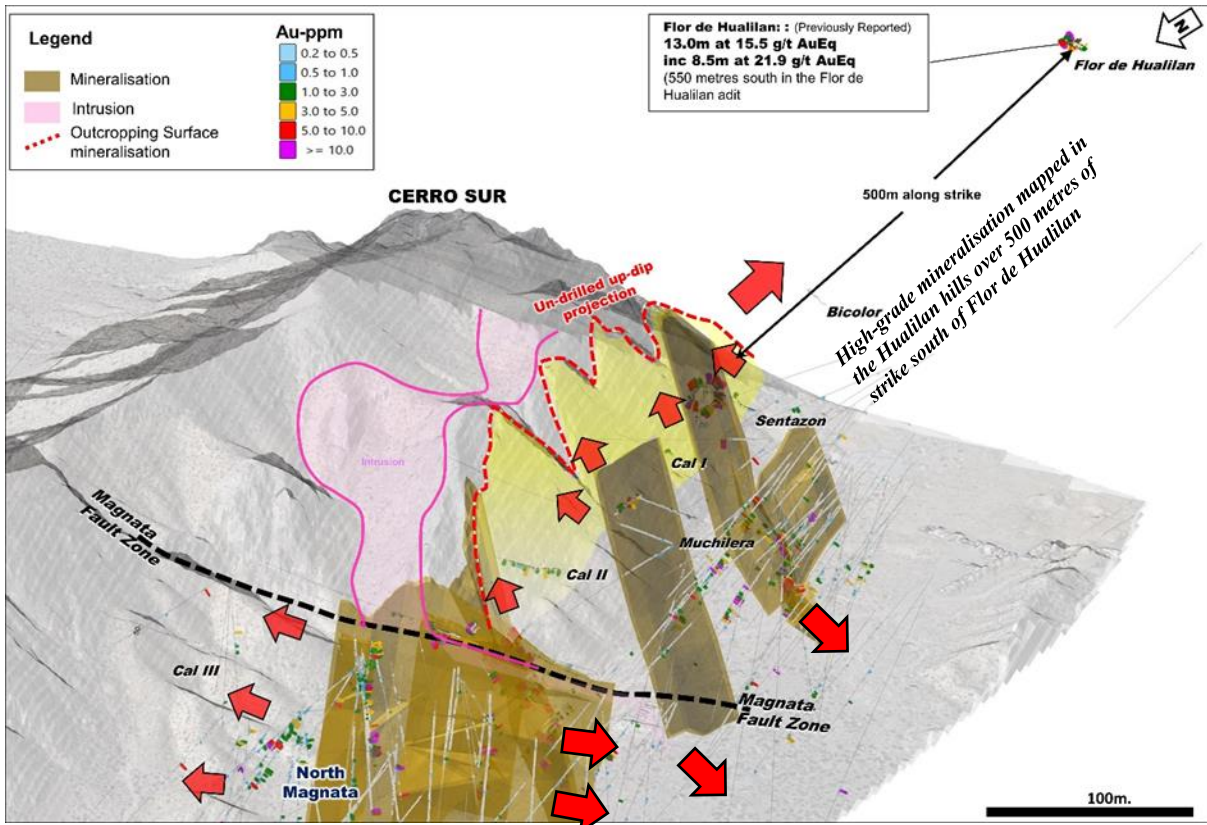 Legend
Mineralisation
Intrusion
Outcropping Surface
mineralisation
Au-ppm
0.2 to 0.5
0.5 to 1.0
1.0 to 3.0
3.0 to 5.0
5.0 to 10.0
>= 10.0
Flor de Hualilan: : (Previously Reported)
13.0m at 15.5 g/t AuEq
inc 8.5m at 21.9 g/t AuEq
(550 metres south in the Flor de
Hualilan adit
N
Flor de Hualilan
500m along strike
High-grade mineralisation mapped in
the Hualilan hills over 500 metres of
strike south of Flor de Hualilan
CERRO SUR
Un-drilled up-dip
projection
Bicolor
Sentazon
Cal I
Intrusion
Muchilera
Cal II
Magnata
Fault Zone
Cal III
Magnata
Fault Zone
North
Magnata
100m.